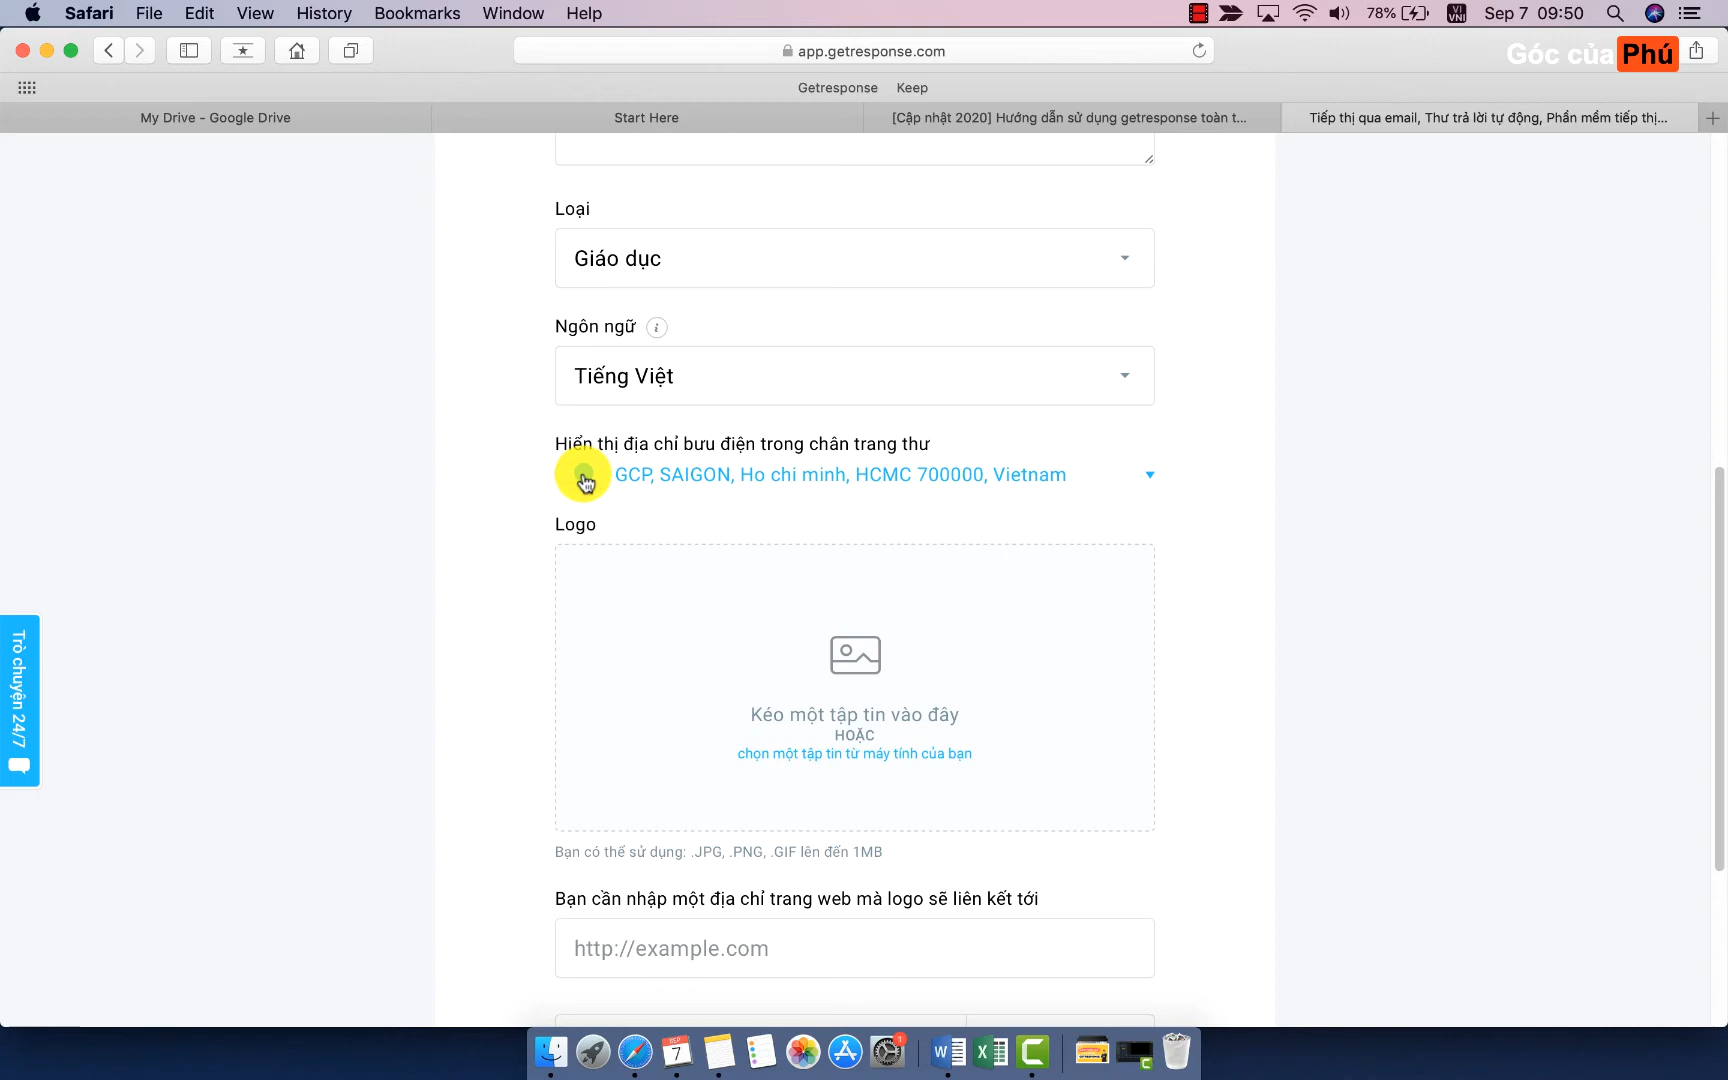 Safari File Edit View History Bookmarks Window Help 78% VI VNI Sep 7 09:50
app.getresponse.com
Góc của Phú
Getresponse Keep
My Drive - Google Drive Start Here [Cập nhật 2020] Hướng dẫn sử dụng getresponse toàn t... Tiếp thị qua email, Thư trả lời tự động, Phần mềm tiếp thị...
Loại
Giáo dục
Ngôn ngữ i
Tiếng Việt
Hiển thị địa chỉ bưu điện trong chân trang thư
GCP, SAIGON, Ho chi minh, HCMC 700000, Vietnam
Logo
Kéo một tập tin vào đây
HOẶC
chọn một tập tin từ máy tính của bạn
Bạn có thể sử dụng: .JPG, .PNG, .GIF lên đến 1MB
Bạn cần nhập một địa chỉ trang web mà logo sẽ liên kết tới
http://example.com
Trò chuyện 24/7
SEP
7
1
W
X
C